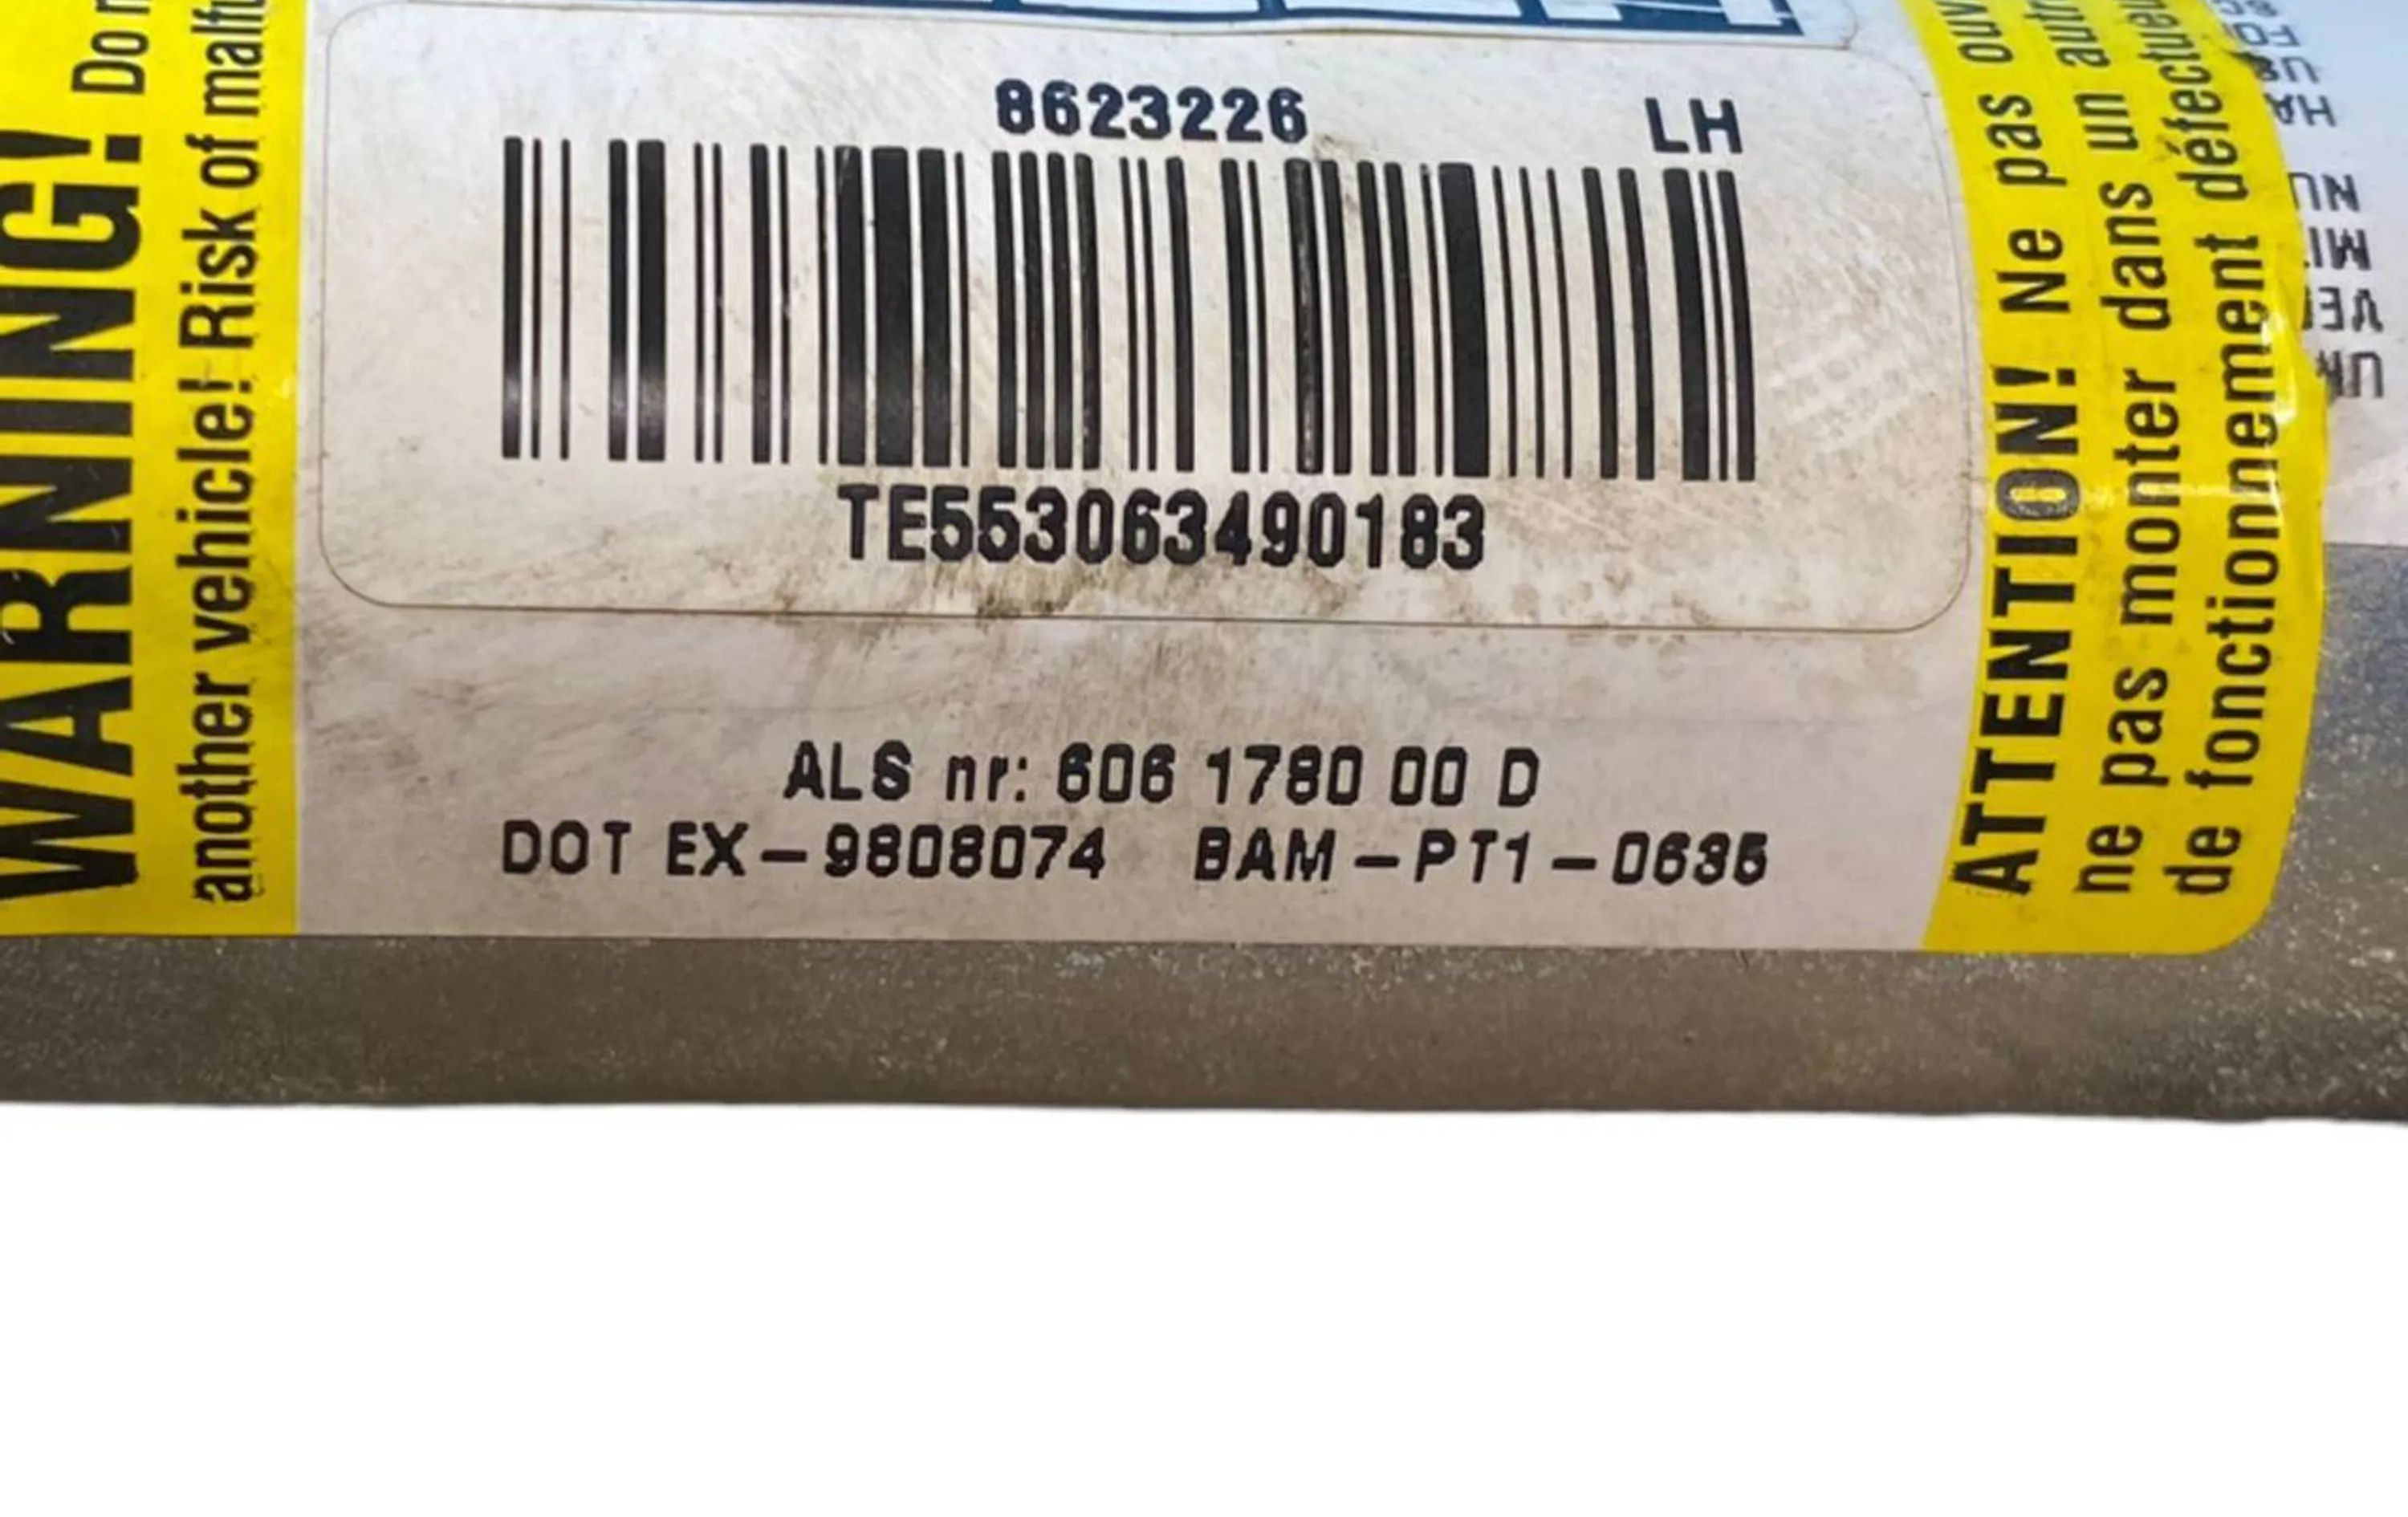 WARNING! Do
another vehicle! Risk of
8623226
LH
TE553063490183
ALS nr: 606 1780 00 D
DOT EX-9808074 BAM-PT1-0635
ATTENTION! Ne pas
ne pas monter dans un
de fonctionnement